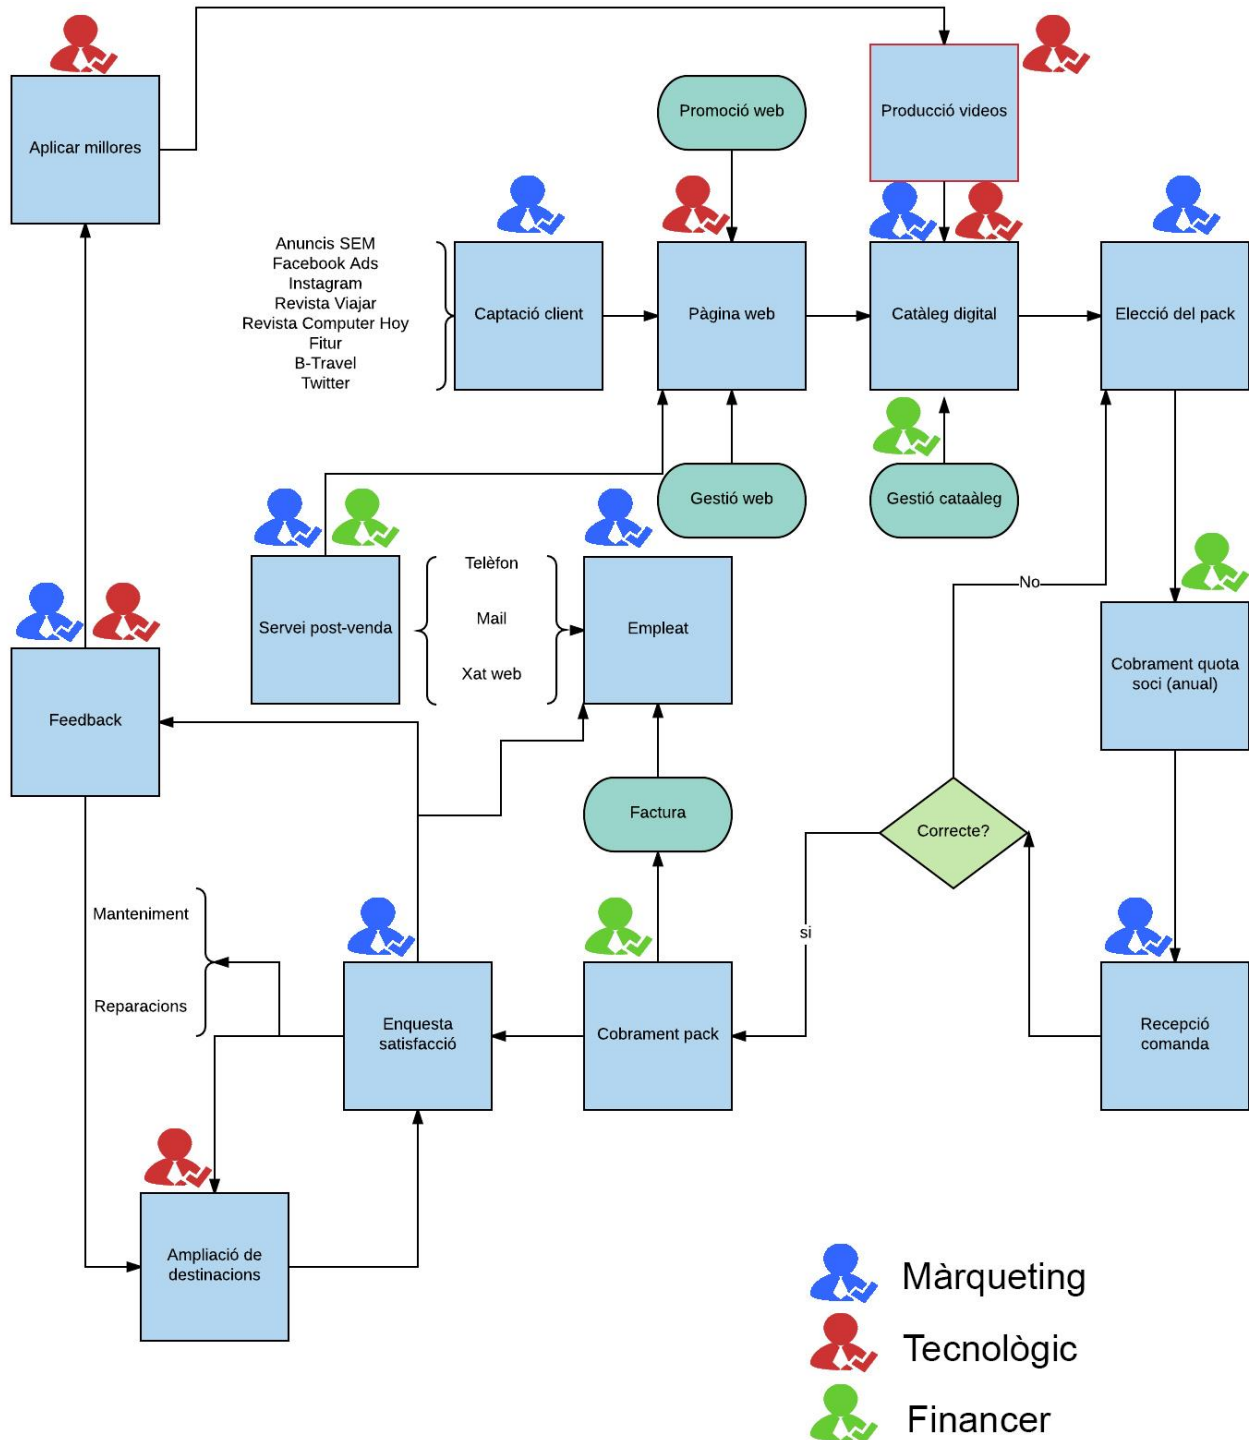 Promoció web
Producció videos
Aplicar millores
Anuncis SEM
Facebook Ads
Instagram
Revista Viajar
Revista Computer Hoy
Fitur
B-Travel
Twitter
Captació client
Pàgina web
Catàleg digital
Elecció del pack
Gestió web
Gestió cataàleg
Telèfon
Mail
Xat web
Servei post-venda
Empleat
No
Cobrament quota
soci (anual)
Feedback
Factura
Correcte?
Manteniment
Reparacions
si
Enquesta
satisfacció
Cobrament pack
Recepció
comanda
Ampliació de
destinacions
Màrqueting
Tecnològic
Financer